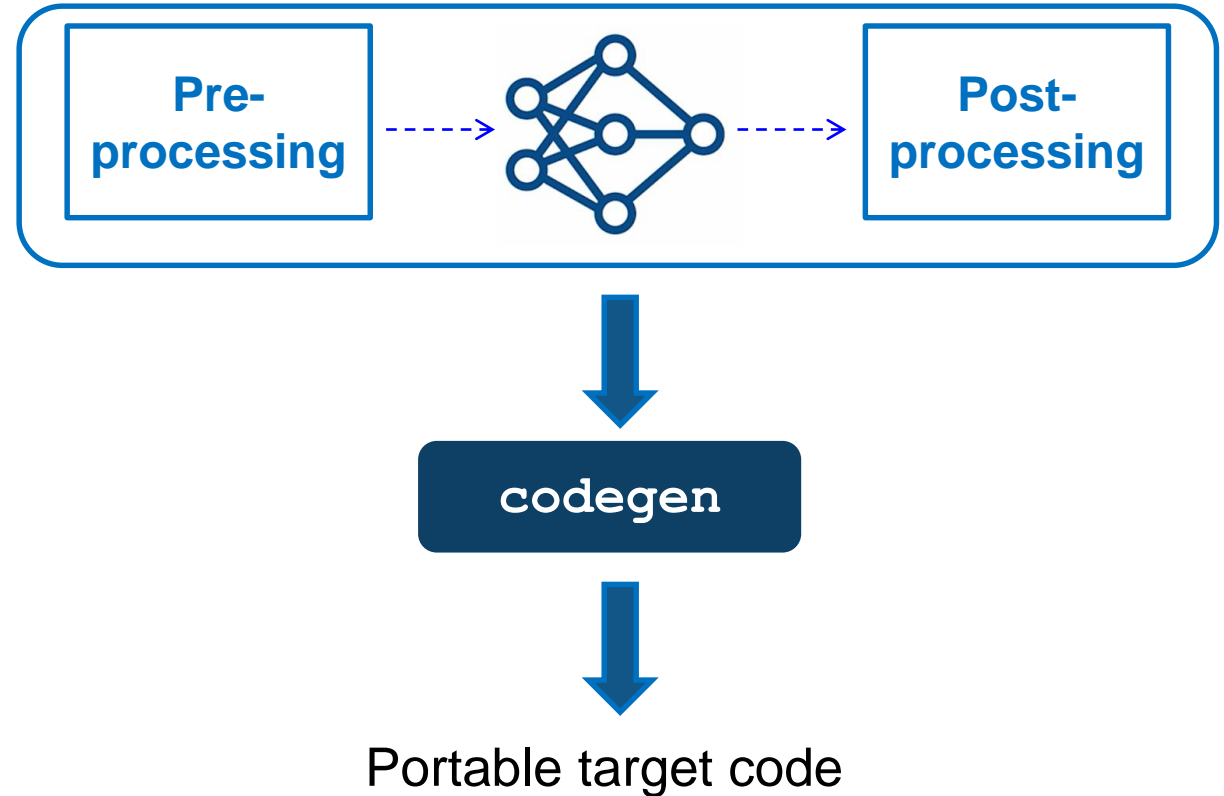 Pre-
processing
Post-
processing
codegen
Portable target code